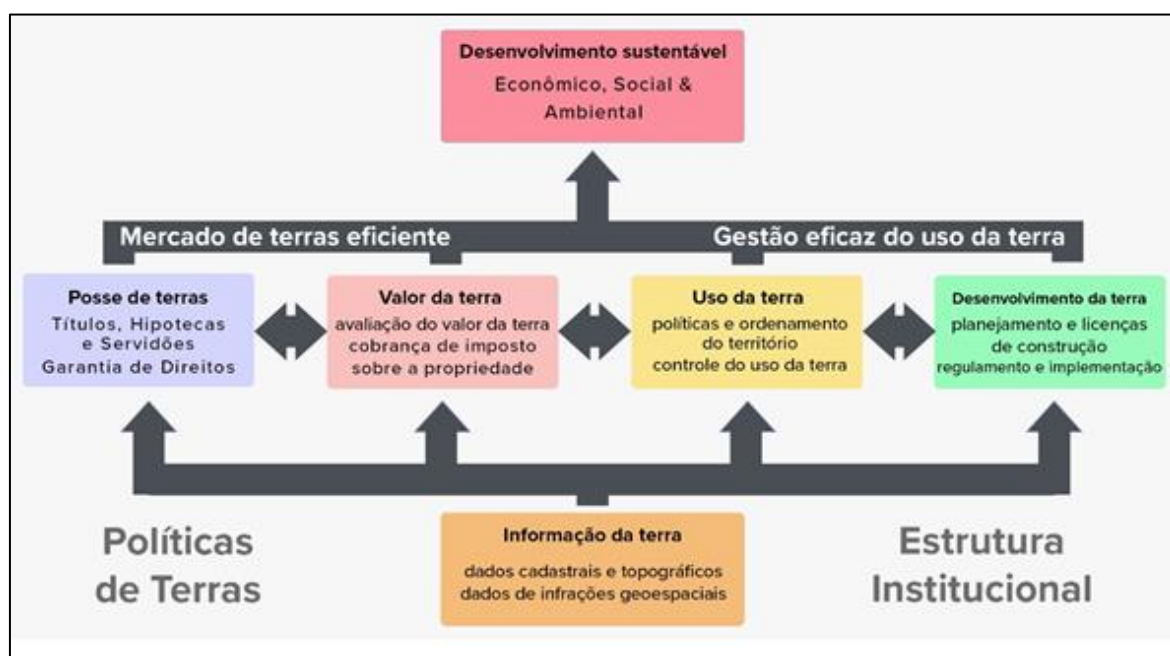 Desenvolvimento sustentável
Econômico, Social &
Ambiental
Mercado de terras eficiente
Gestão eficaz do uso da terra
Posse de terras
Títulos, Hipotecas
e Servidões
Garantia de Direitos
Valor da terra
avaliação do valor da terra
cobrança de imposto
sobre a propriedade
Uso da terra
políticas e ordenamento
do território
controle do uso da terra
Desenvolvimento da terra
planejamento e licenças
de construção
regulamento e implementação
Políticas
de Terras
Informação da terra
dados cadastrais e topográficos
dados de infrações geoespaciais
Estrutura
Institucional